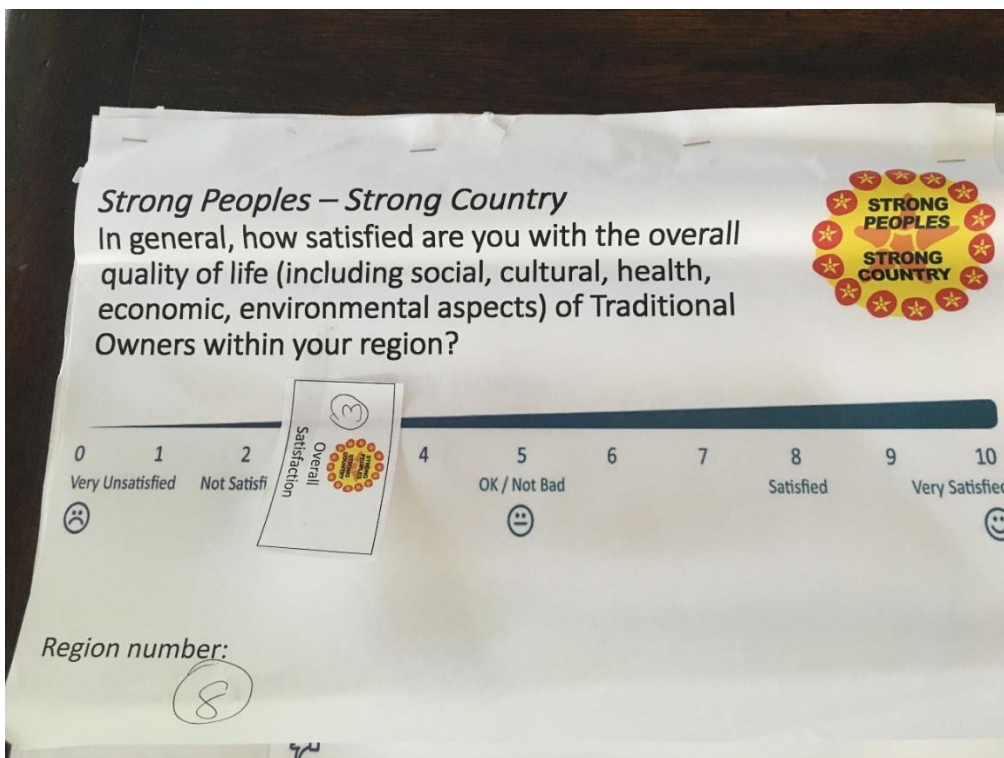 Strong Peoples – Strong Country
In general, how satisfied are you with the overall
quality of life (including social, cultural, health,
economic, environmental aspects) of Traditional
Owners within your region?
STRONG
PEOPLES
STRONG
COUNTRY
3
Overall
Satisfaction
0 1 2 4 5 6 7 8 9 10
Very Unsatisfied Not Satisfi OK / Not Bad Satisfied Very Satisfied
Region number:
8